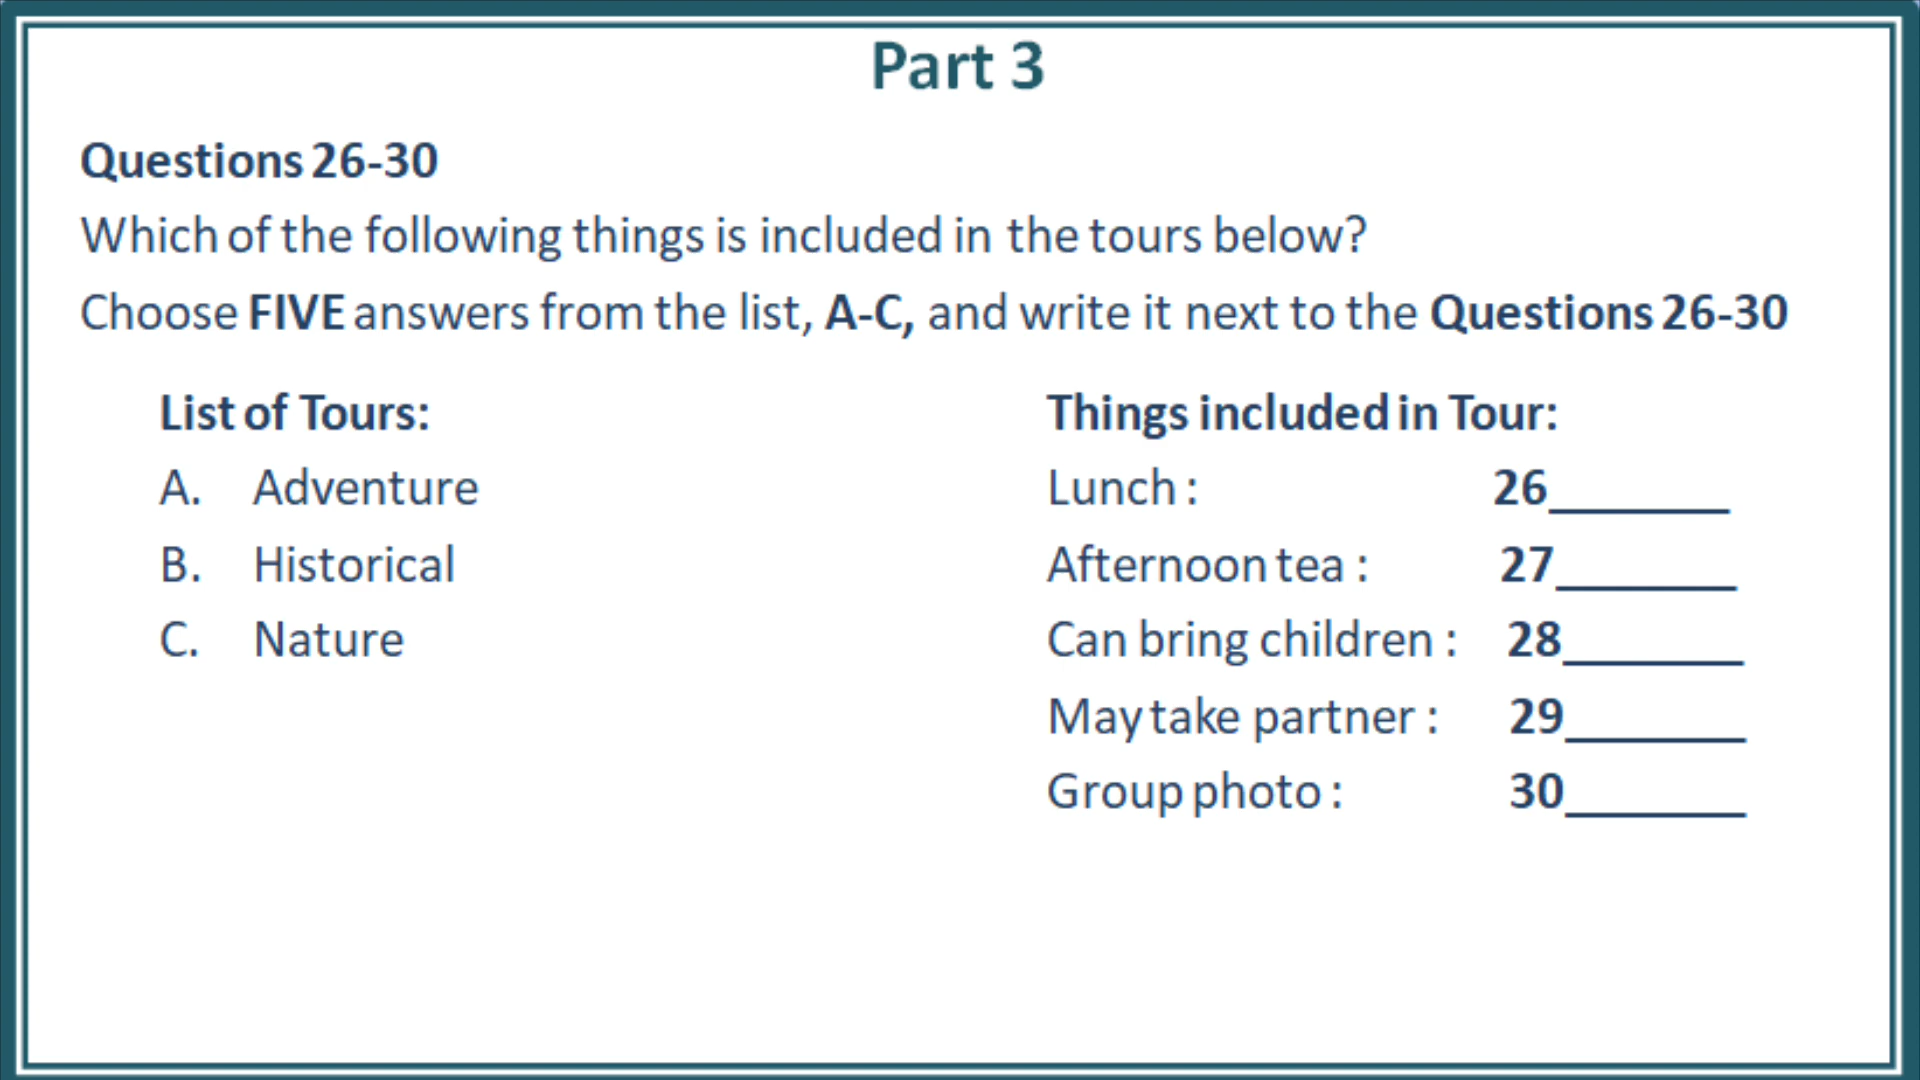 Part 3
Questions 26-30
Which of the following things is included in the tours below?
Choose FIVE answers from the list, A-C, and write it next to the Questions 26-30
List of Tours:
A. Adventure
B. Historical
C. Nature
Things included in Tour:
Lunch : 26_______
Afternoon tea : 27_______
Can bring children : 28_______
May take partner : 29_______
Group photo : 30_______